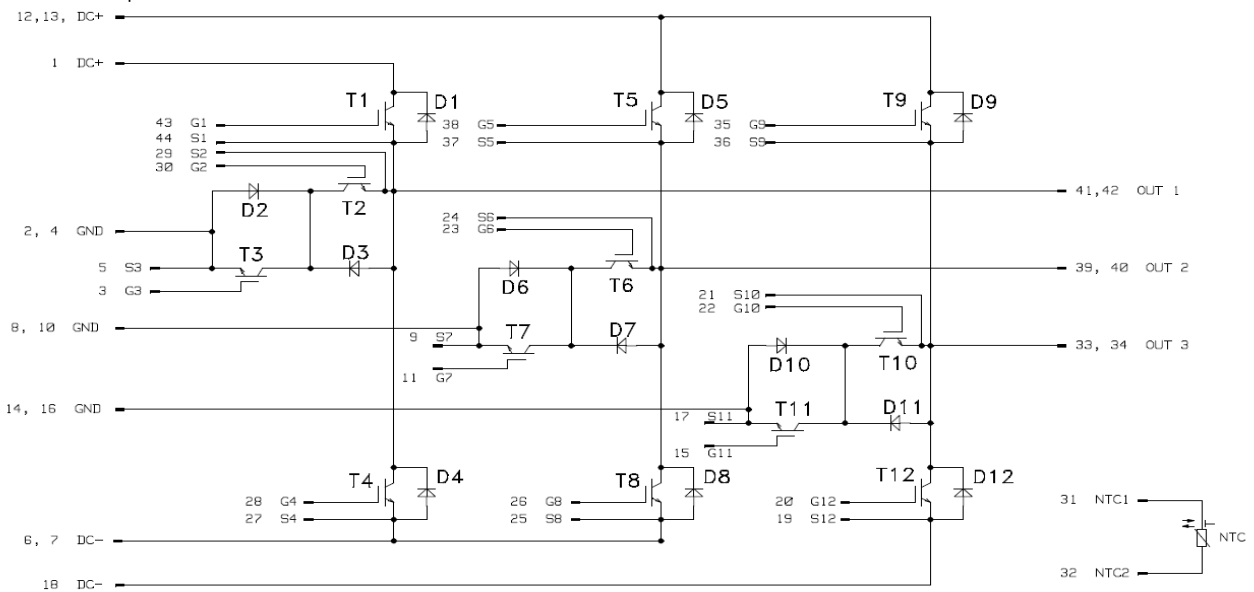 12,13, DC+
1 DC+
T1 D1 T5 D5 T9 D9
43 G1 38 G5 35 G9
44 S1 37 S5 36 S9
29 S2
30 G2
41,42 OUT 1
D2 T2
24 S6
23 G6
2, 4 GND
T3 D3
5 S3
39, 40 OUT 2
3 G3
D6 T6
21 S10
22 G10
8, 10 GND
9 S7 T7 D7
33, 34 OUT 3
D10 T10
11 G7
14, 16 GND
17 S11 T11 D11
15 G11
T4 D4 T8 D8 T12 D12
28 G4 26 G8 20 G12
27 S4 25 S8 19 S12
31 NTC1
6, 7 DC-
NTC
32 NTC2
18 DC-